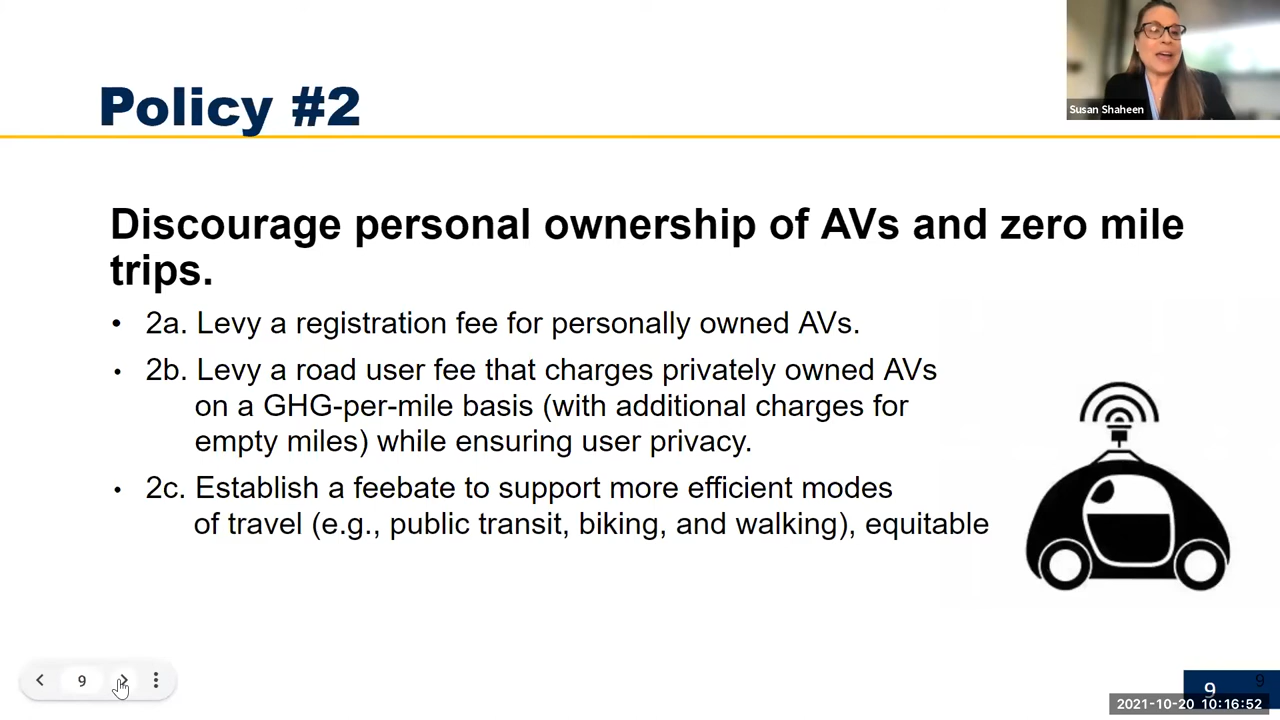 Policy #2
Susan Shaheen
Discourage personal ownership of AVs and zero mile
trips.
• 2a. Levy a registration fee for personally owned AVs.
• 2b. Levy a road user fee that charges privately owned AVs
on a GHG-per-mile basis (with additional charges for
empty miles) while ensuring user privacy.
• 2c. Establish a feebate to support more efficient modes
of travel (e.g., public transit, biking, and walking), equitable
9
9
9
2021-10-20 10:16:52